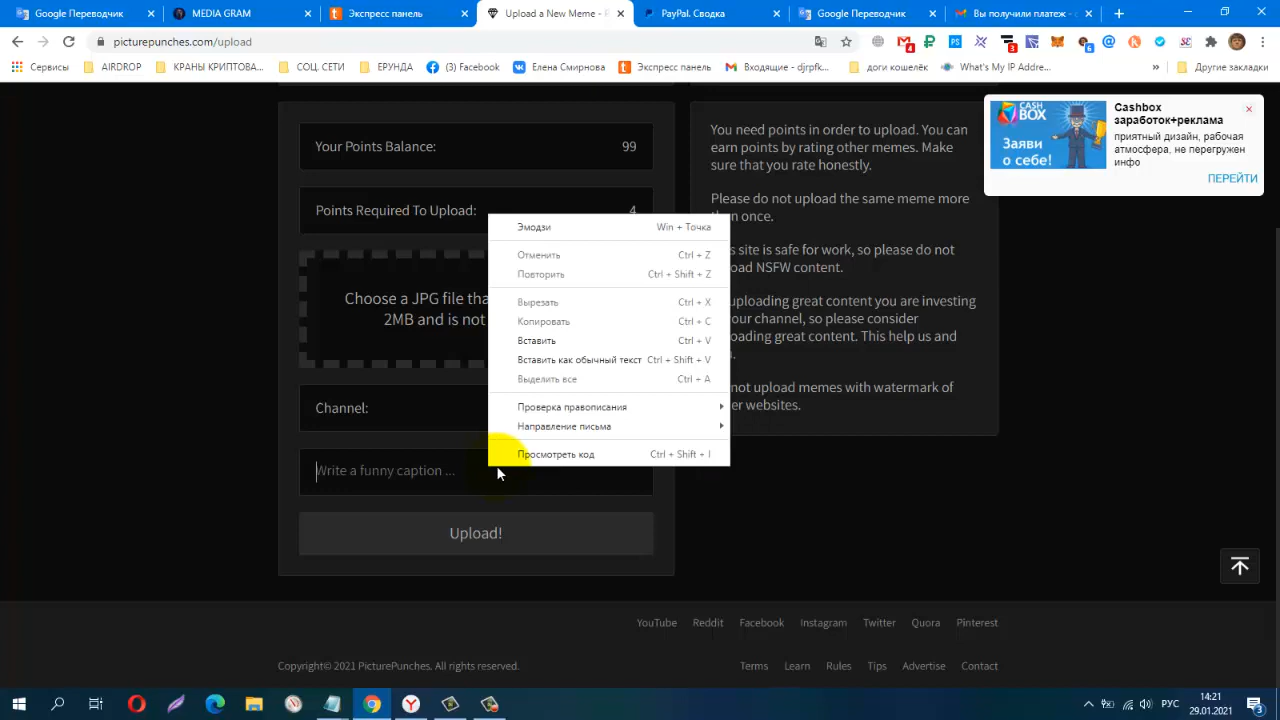 Google Переводчик
MEDIA GRAM
Экспресс панель
Upload a New Meme -
PayPal. Сводка
Google Переводчик
Вы получили платеж -
picturepunches.com/upload
Сервисы
AIRDROP
КРАНЫ КРИПТОВА...
СОЦ. СЕТИ
ЕРУНДА
(3) Facebook
Елена Смирнова
Экспресс панель
Входящие - djrpfk...
доги кошелёк
What's My IP Addre...
»
Другие закладки
Your Points Balance:
99
Points Required To Upload:
4
Choose a JPG file tha
2MB and is not
Channel:
Write a funny caption ...
Upload!
Эмодзи Win + Точка
Отменить Ctrl + Z
Повторить Ctrl + Shift + Z
Вырезать Ctrl + X
Копировать Ctrl + C
Вставить Ctrl + V
Вставить как обычный текст Ctrl + Shift + V
Выделить все Ctrl + A
Проверка правописания
Направление письма
Просмотреть код Ctrl + Shift + I
You need points in order to upload. You can
earn points by rating other memes. Make
sure that you rate honestly.
Please do not upload the same meme more
n once.
s site is safe for work, so please do not
oad NSFW content.
uploading great content you are investing
our channel, so please consider
oading great content. This help us and
not upload memes with watermark of
er websites.
CASH
BOX
Заяви
о себе!
Cashbox
заработок+реклама
приятный дизайн, рабочая
атмосфера, не перегружен
инфо
ПЕРЕЙТИ
YouTube Reddit Facebook Instagram Twitter Quora Pinterest
Copyright© 2021 PicturePunches. All rights reserved.
Terms Learn Rules Tips Advertise Contact
РУС
14:21
29.01.2021